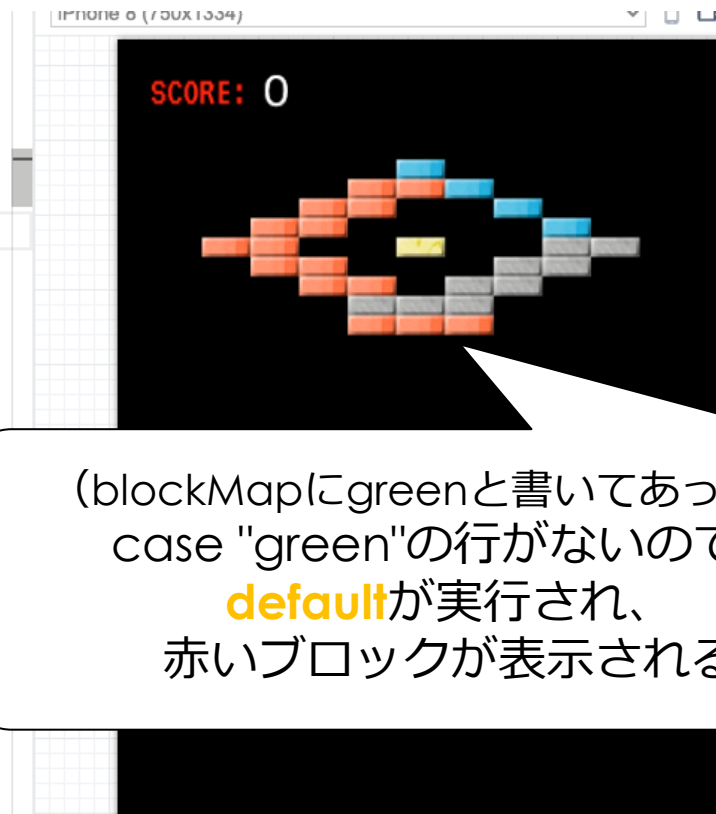 iPhone 8 (750x1334)
SCORE: 0
（blockMapにgreenと書いてあっ
case "green"の行がないので
defaultが実行され、
赤いブロックが表示される